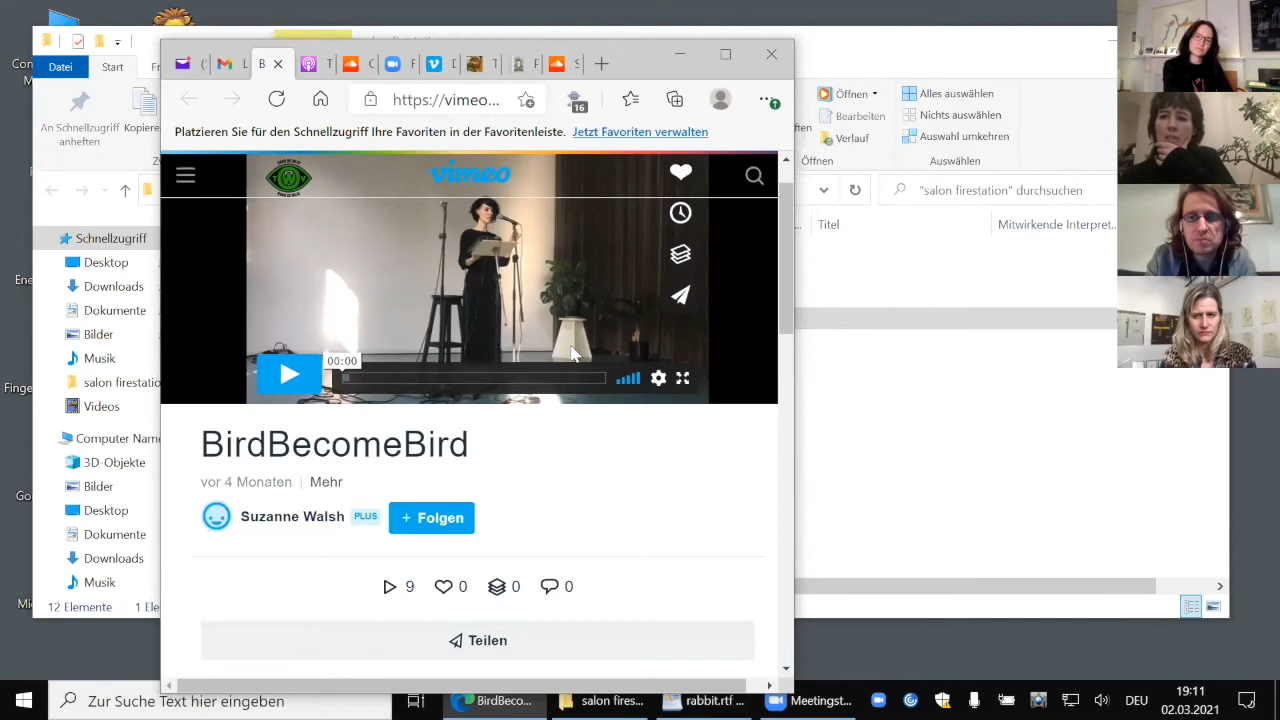 Datei
Start
An Schnellzugriff
anheften
Kopieren
https://vimeo...
16
Platzieren Sie für den Schnellzugriff Ihre Favoriten in der Favoritenleiste. Jetzt Favoriten verwalten
vimeo
00:00
BirdBecomeBird
vor 4 Monaten | Mehr
Suzanne Walsh PLUS
+ Folgen
9 0 0 0
Teilen
Öffnen
Bearbeiten
Verlauf
Öffnen
Alles auswählen
Nichts auswählen
Auswahl umkehren
Auswählen
"salon firestation" durchsuchen
Titel
Mitwirkende Interpret...
Schnellzugriff
Desktop
Downloads
Dokumente
Bilder
Musik
salon firestation
Videos
Computer Name
3D-Objekte
Bilder
Desktop
Dokumente
Downloads
Musik
12 Elemente
1 Ele
Zur Suche Text hier eingeben
BirdBeco...
salon fires...
rabbit.rtf ...
Meetingst...
DEU
19:11
02.03.2021